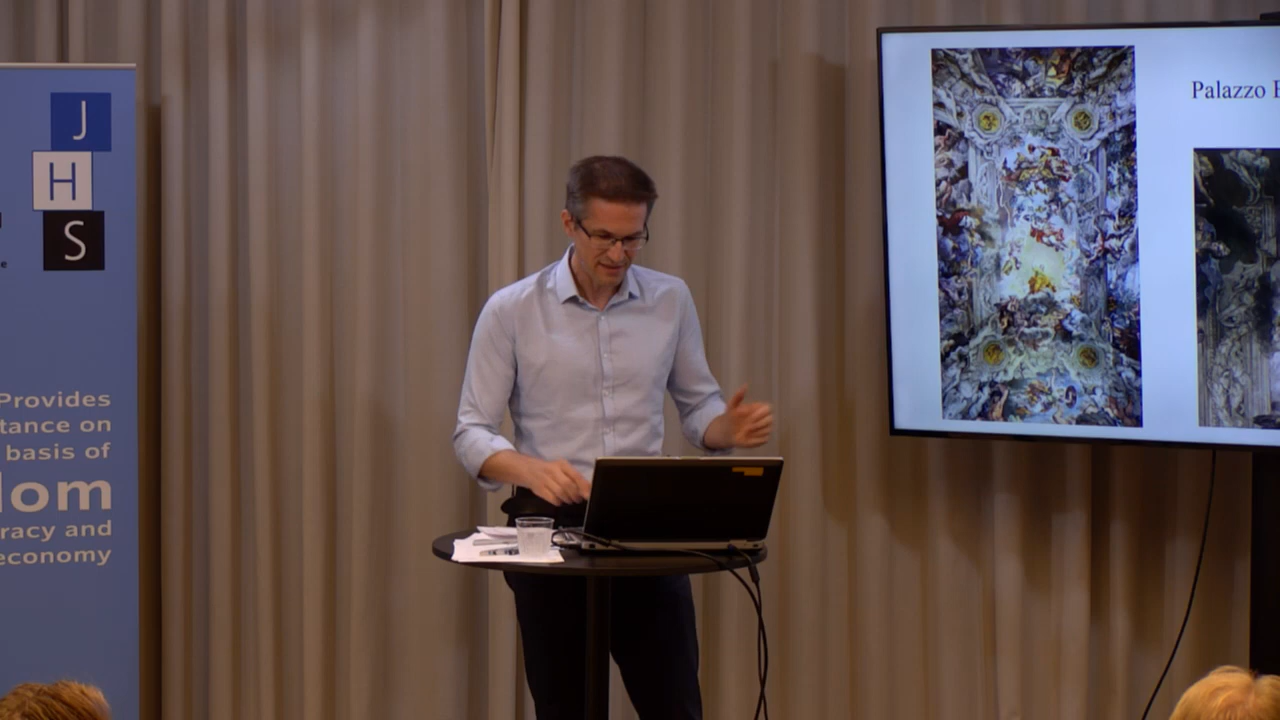 J
H
S
Provides
tance on
basis of
lom
racy and
economy
Palazzo